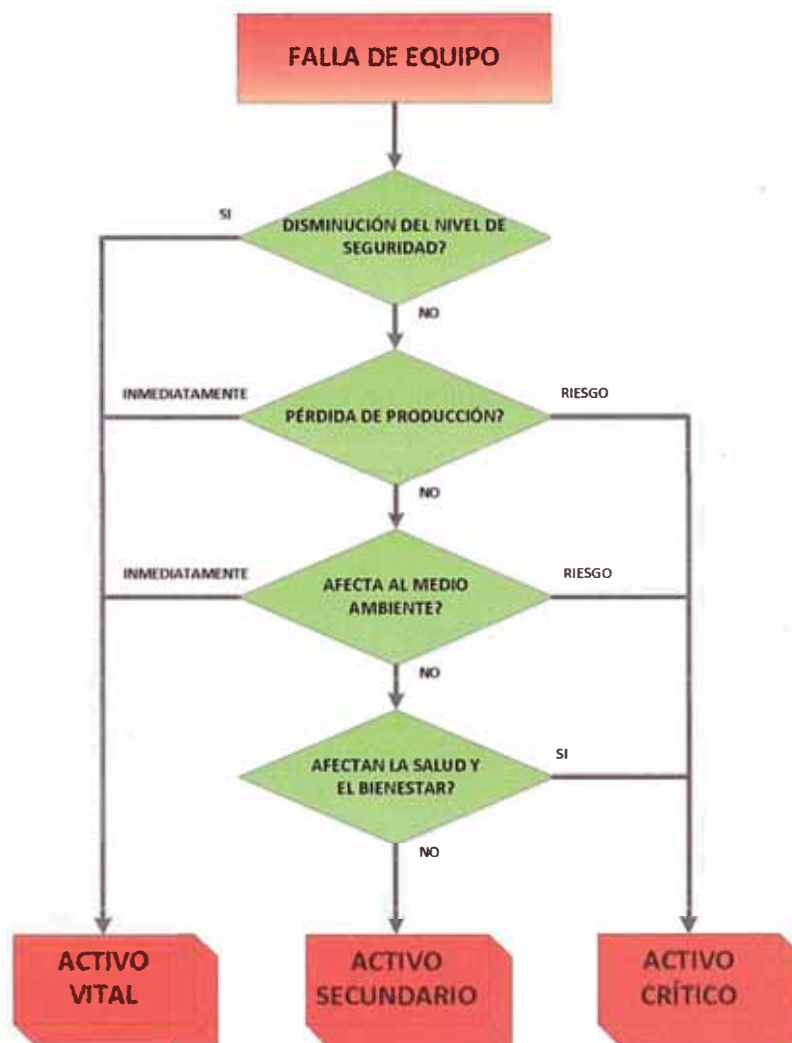 FALLA DE EQUIPO
SI
DISMINUCIÓN DEL NIVEL DE
SEGURIDAD?
NO
INMEDIATAMENTE
PÉRDIDA DE PRODUCCIÓN?
RIESGO
NO
INMEDIATAMENTE
AFECTA AL MEDIO
AMBIENTE?
RIESGO
NO
AFECTAN LA SALUD Y
EL BIENESTAR?
SI
NO
ACTIVO
VITAL
ACTIVO
SECUNDARIO
ACTIVO
CRÍTICO